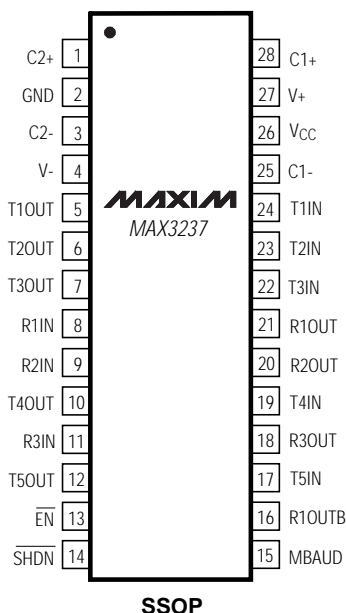 C2+ 1 28 C1+
GND 2 27 V+
C2- 3 26 VCC
V- 4 25 C1-
T1OUT 5 MAXIM 24 T1IN
MAX3237
T2OUT 6 23 T2IN
T3OUT 7 22 T3IN
R1IN 8 21 R1OUT
R2IN 9 20 R2OUT
T4OUT 10 19 T4IN
R3IN 11 18 R3OUT
T5OUT 12 17 T5IN
EN 13 16 R1OUTB
SHDN 14 15 MBAUD
SSOP